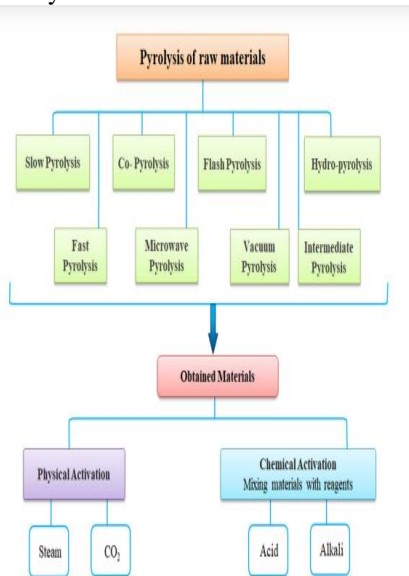 Pyrolysis of raw materials
Slow Pyrolysis
Co- Pyrolysis
Flash Pyrolysis
Hydro-pyrolysis
Fast
Pyrolysis
Microwave
Pyrolysis
Vacuum
Pyrolysis
Intermediate
Pyrolysis
Obtained Materials
Physical Activation
Chemical Activation
Mixing materials with reagents
Steam
CO₂
Acid
Alkali